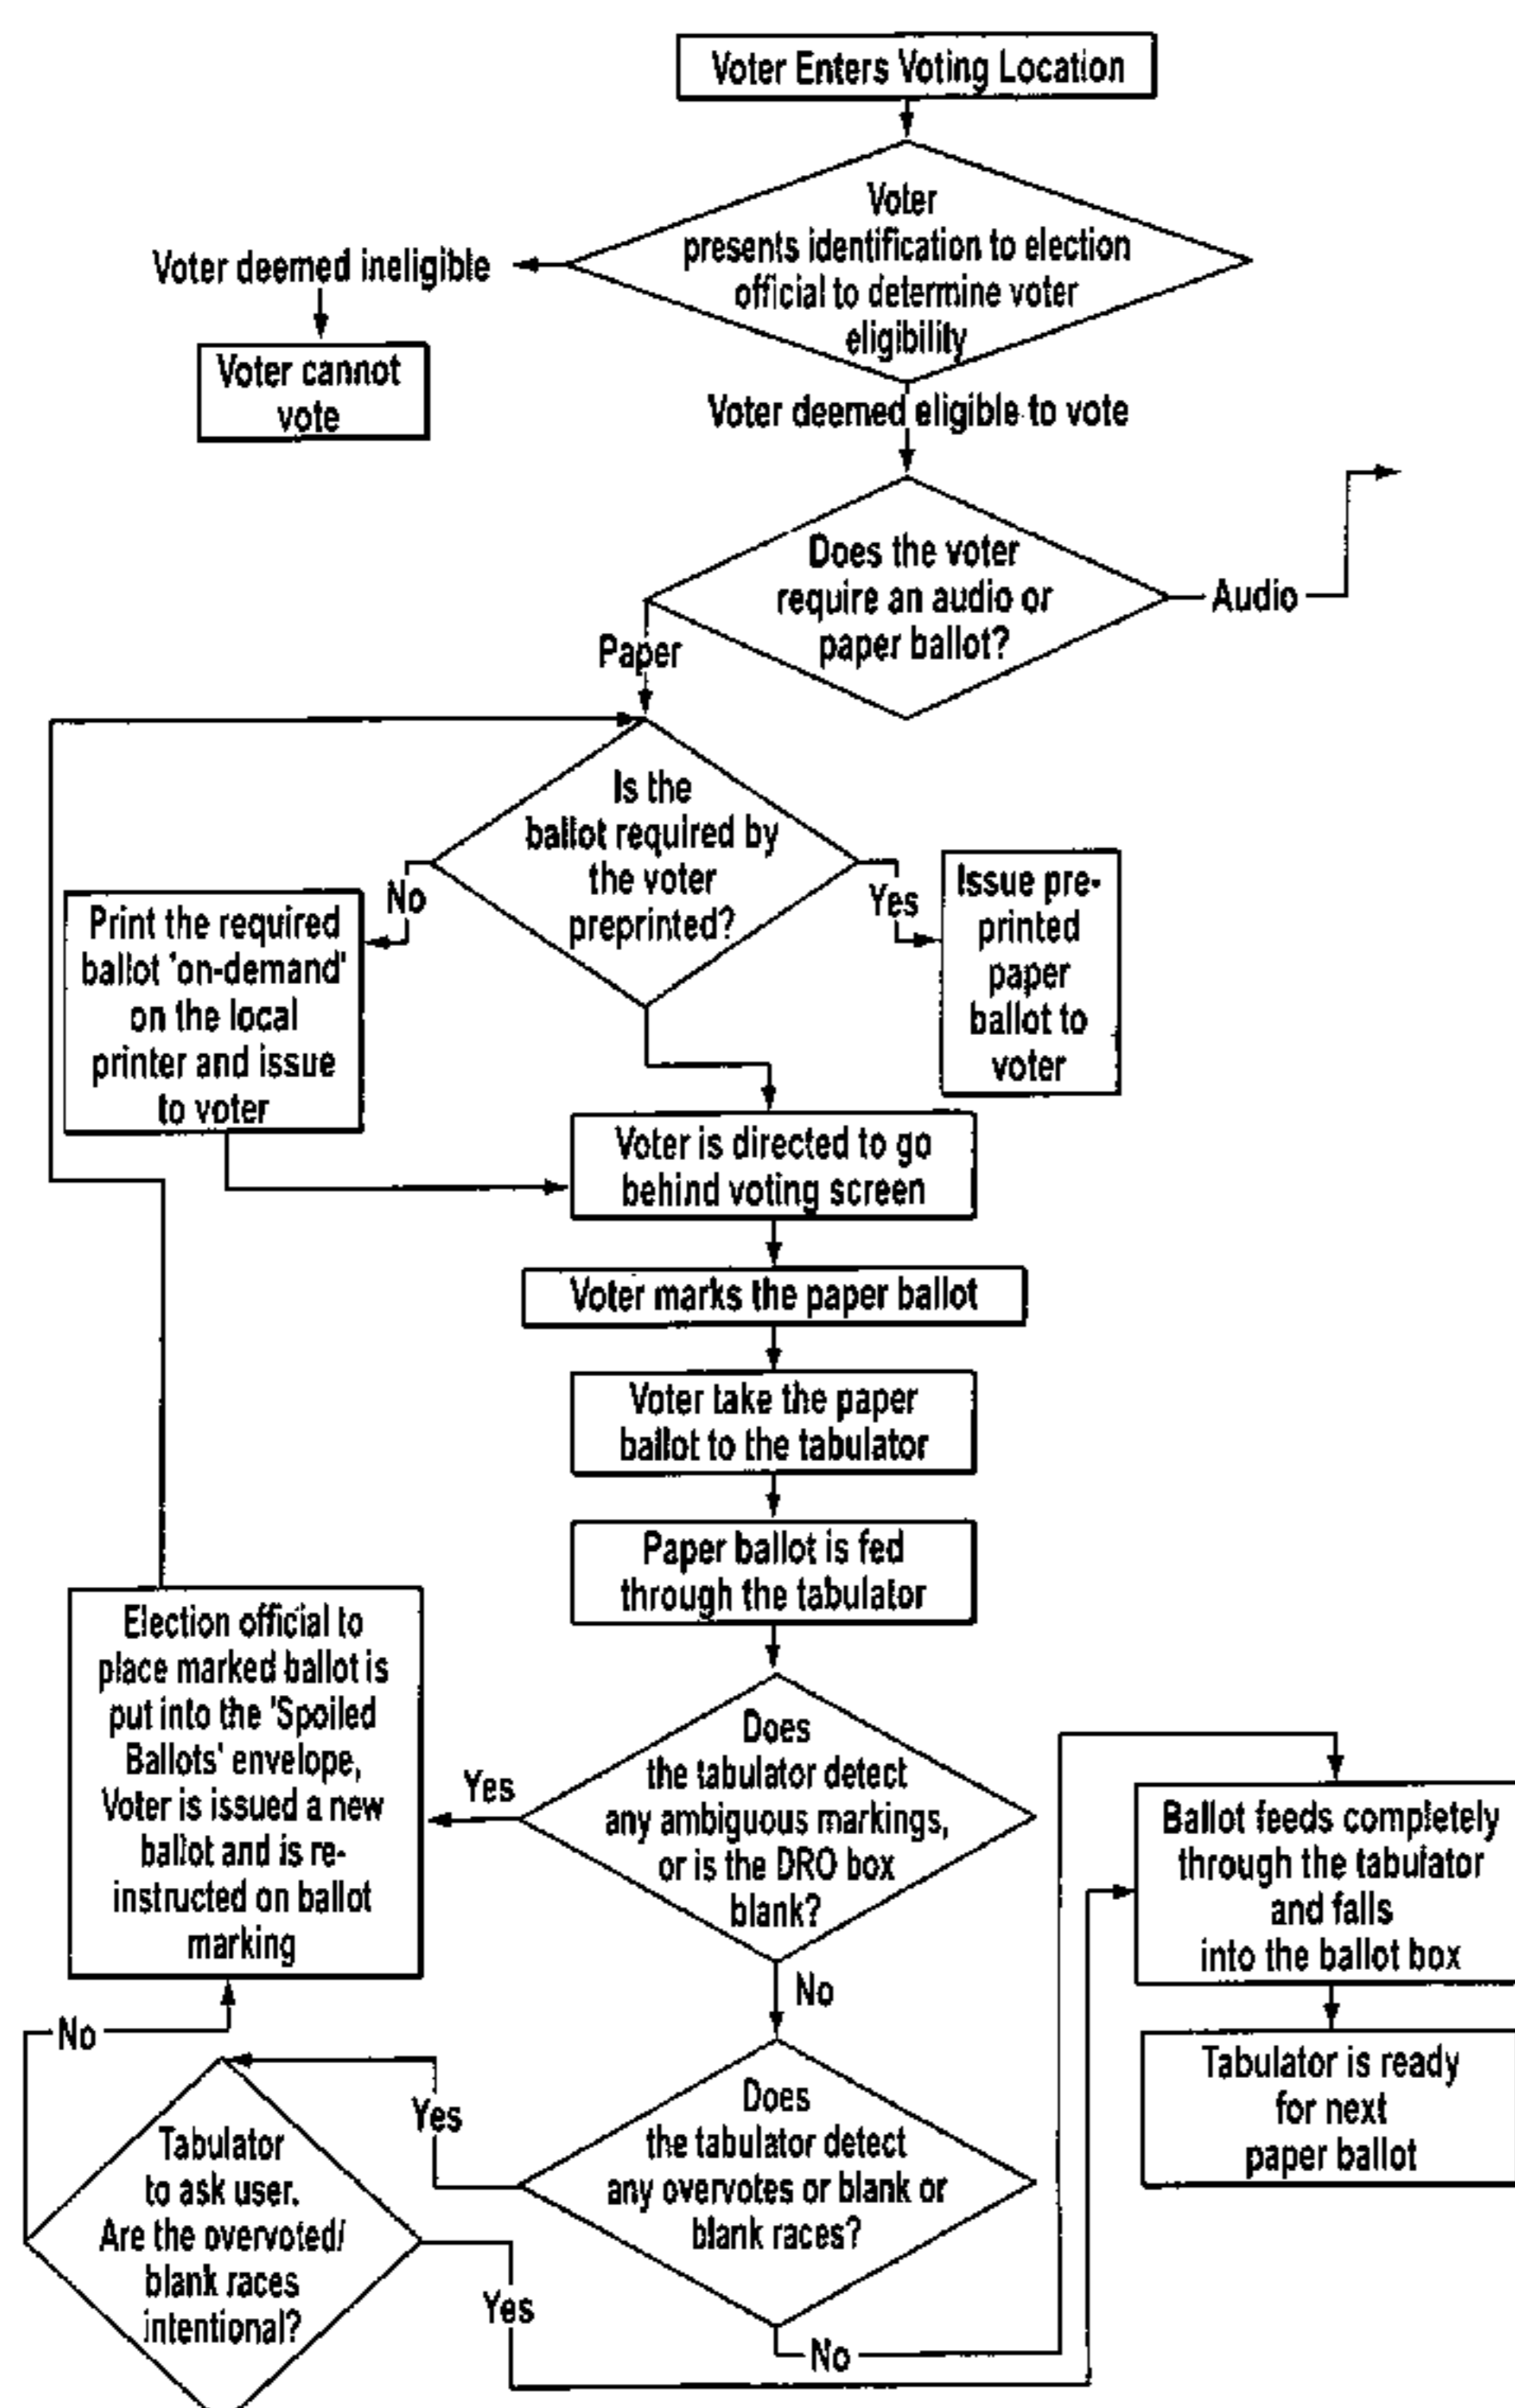 Voter Enters Voting Location
Voter
presents identification to election
official to determine voter
eligibility
Voter deemed ineligible
Voter cannot
vote
Voter deemed eligible to vote
Does the voter
require an audio or
paper ballot?
Audio
Paper
Is the
ballot required by
the voter
preprinted?
No
Yes
Print the required
ballot 'on-demand'
on the local
printer and issue
to voter
Issue pre-
printed
paper
ballot to
voter
Voter is directed to go
behind voting screen
Voter marks the paper ballot
Voter take the paper
ballot to the tabulator
Paper ballot is fed
through the tabulator
Election official to
place marked ballot is
put into the 'Spoiled
Ballots' envelope,
Voter is issued a new
ballot and is re-
instructed on ballot
marking
Yes
Does
the tabulator detect
any ambiguous markings,
or is the DRO box
blank?
No
Ballot feeds completely
through the tabulator
and falls
into the ballot box
Tabulator is ready
for next
paper ballot
No
Yes
Does
the tabulator detect
any overvotes or blank or
blank races?
Tabulator
to ask user.
Are the overvoted/
blank races
intentional?
Yes
No